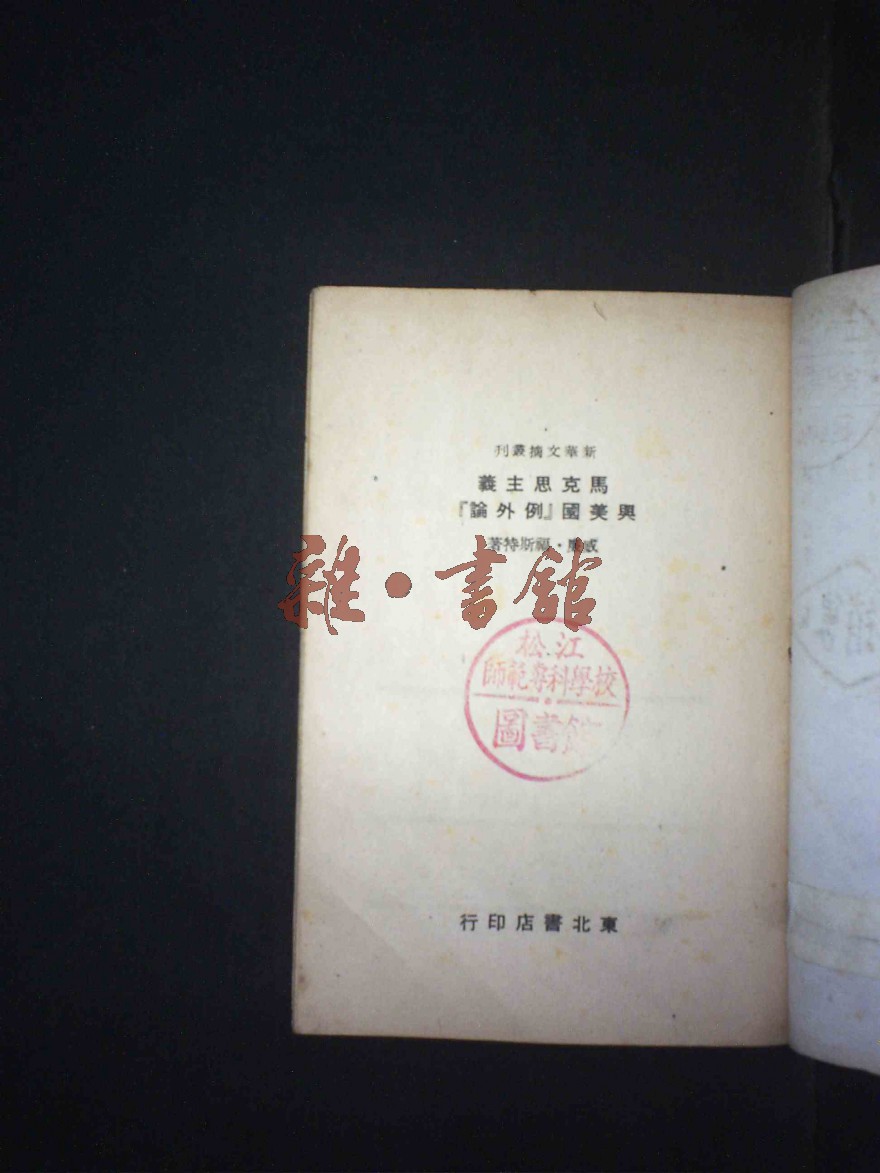 新華文摘叢刊
馬克思主義
與美國『例外論』
威廉·福斯特著
雜·書館
松江
師範專科學校
圖書館
東北書店印行